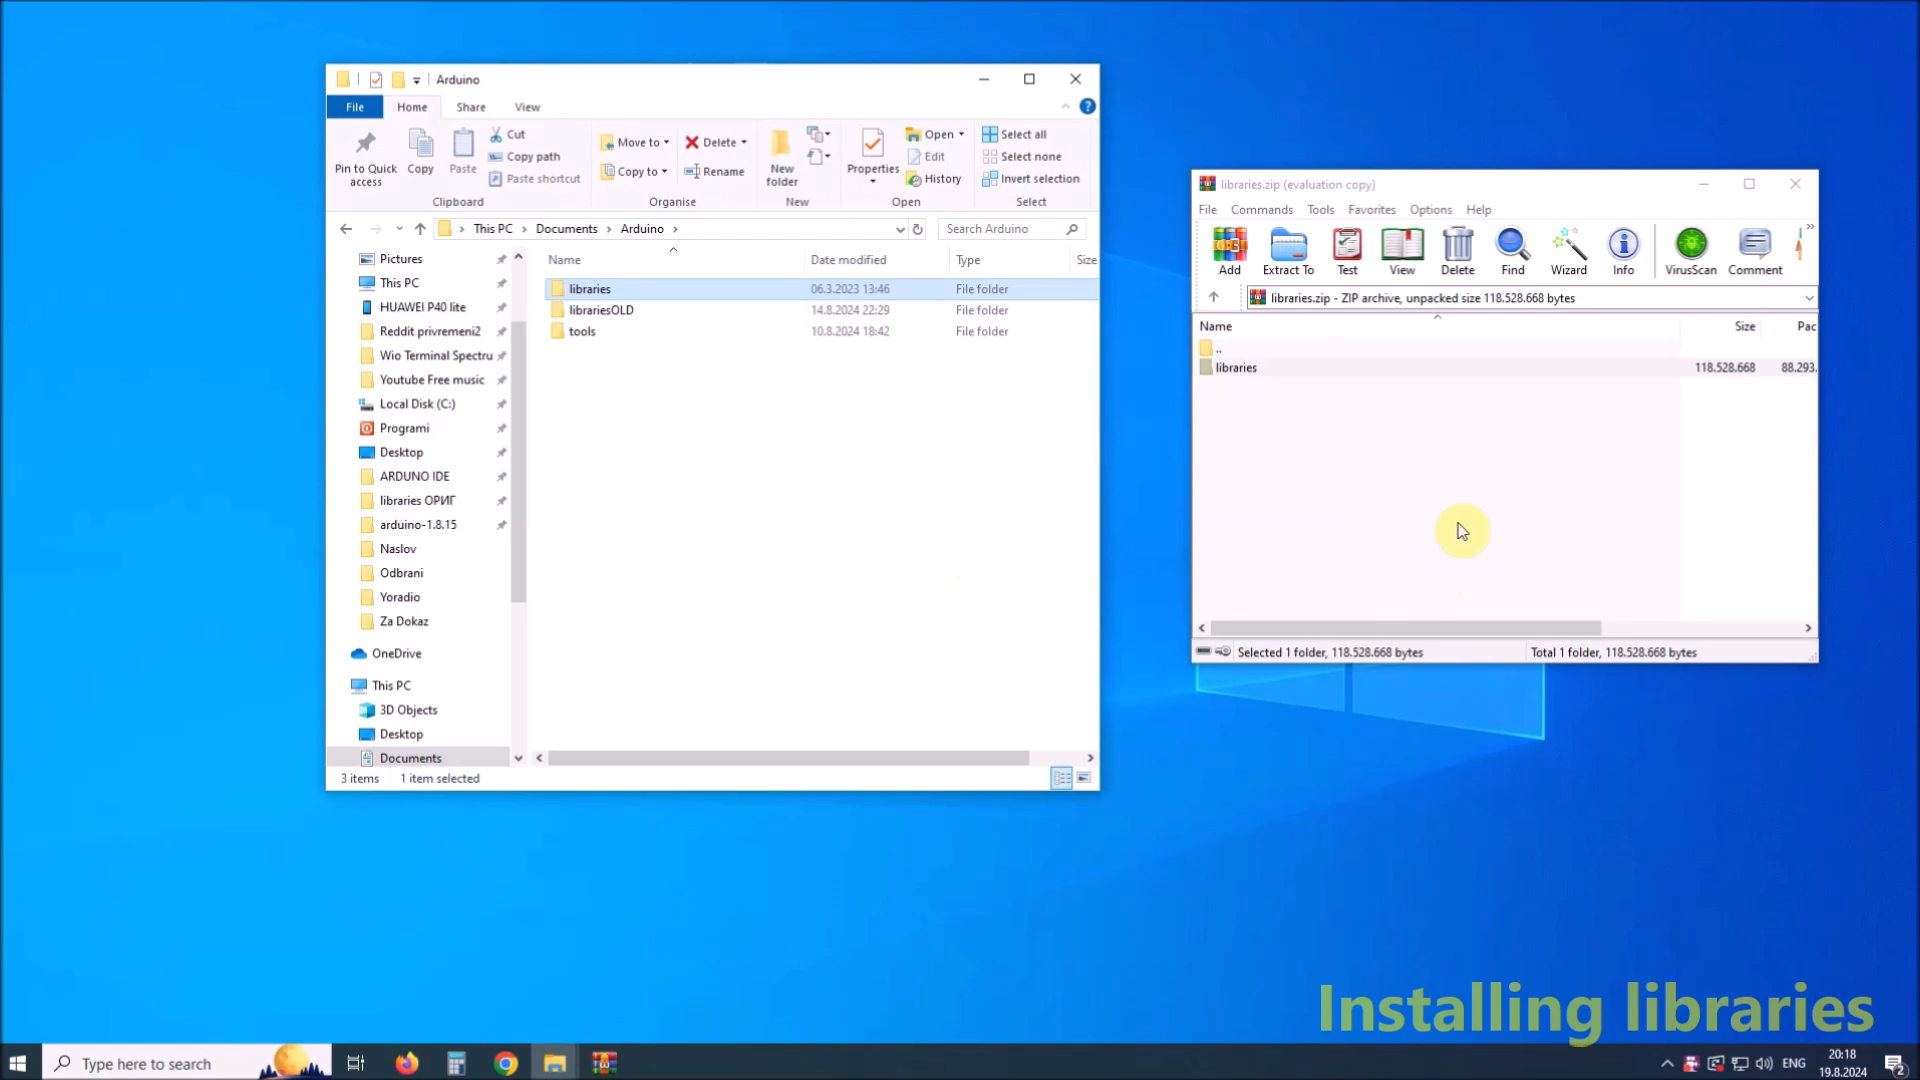 Arduino
File Home Share View
Pin to Quick access
Copy
Paste
Cut
Copy path
Paste shortcut
Clipboard
Move to
Copy to
Delete
Rename
Organise
New folder
New
Properties
Open
Edit
History
Open
Select all
Select none
Invert selection
Select
This PC > Documents > Arduino >
Search Arduino
Name Date modified Type Size
libraries 06.3.2023 13:46 File folder
librariesOLD 14.8.2024 22:29 File folder
tools 10.8.2024 18:42 File folder
Pictures
This PC
HUAWEI P40 lite
Reddit privremeni2
Wio Terminal Spectru
Youtube Free music
Local Disk (C:)
Programi
Desktop
ARDUNO IDE
libraries ОРИГ
arduino-1.8.15
Naslov
Odbrani
Yoradio
Za Dokaz
OneDrive
This PC
3D Objects
Desktop
Documents
3 items 1 item selected
libraries.zip (evaluation copy)
File Commands Tools Favorites Options Help
Add Extract To Test View Delete Find Wizard Info VirusScan Comment
libraries.zip - ZIP archive, unpacked size 118.528.668 bytes
Name Size Pac
..
libraries 118.528.668 88.293.
Selected 1 folder, 118.528.668 bytes Total 1 folder, 118.528.668 bytes
Installing libraries
Type here to search
ENG
20:18
19.8.2024
2